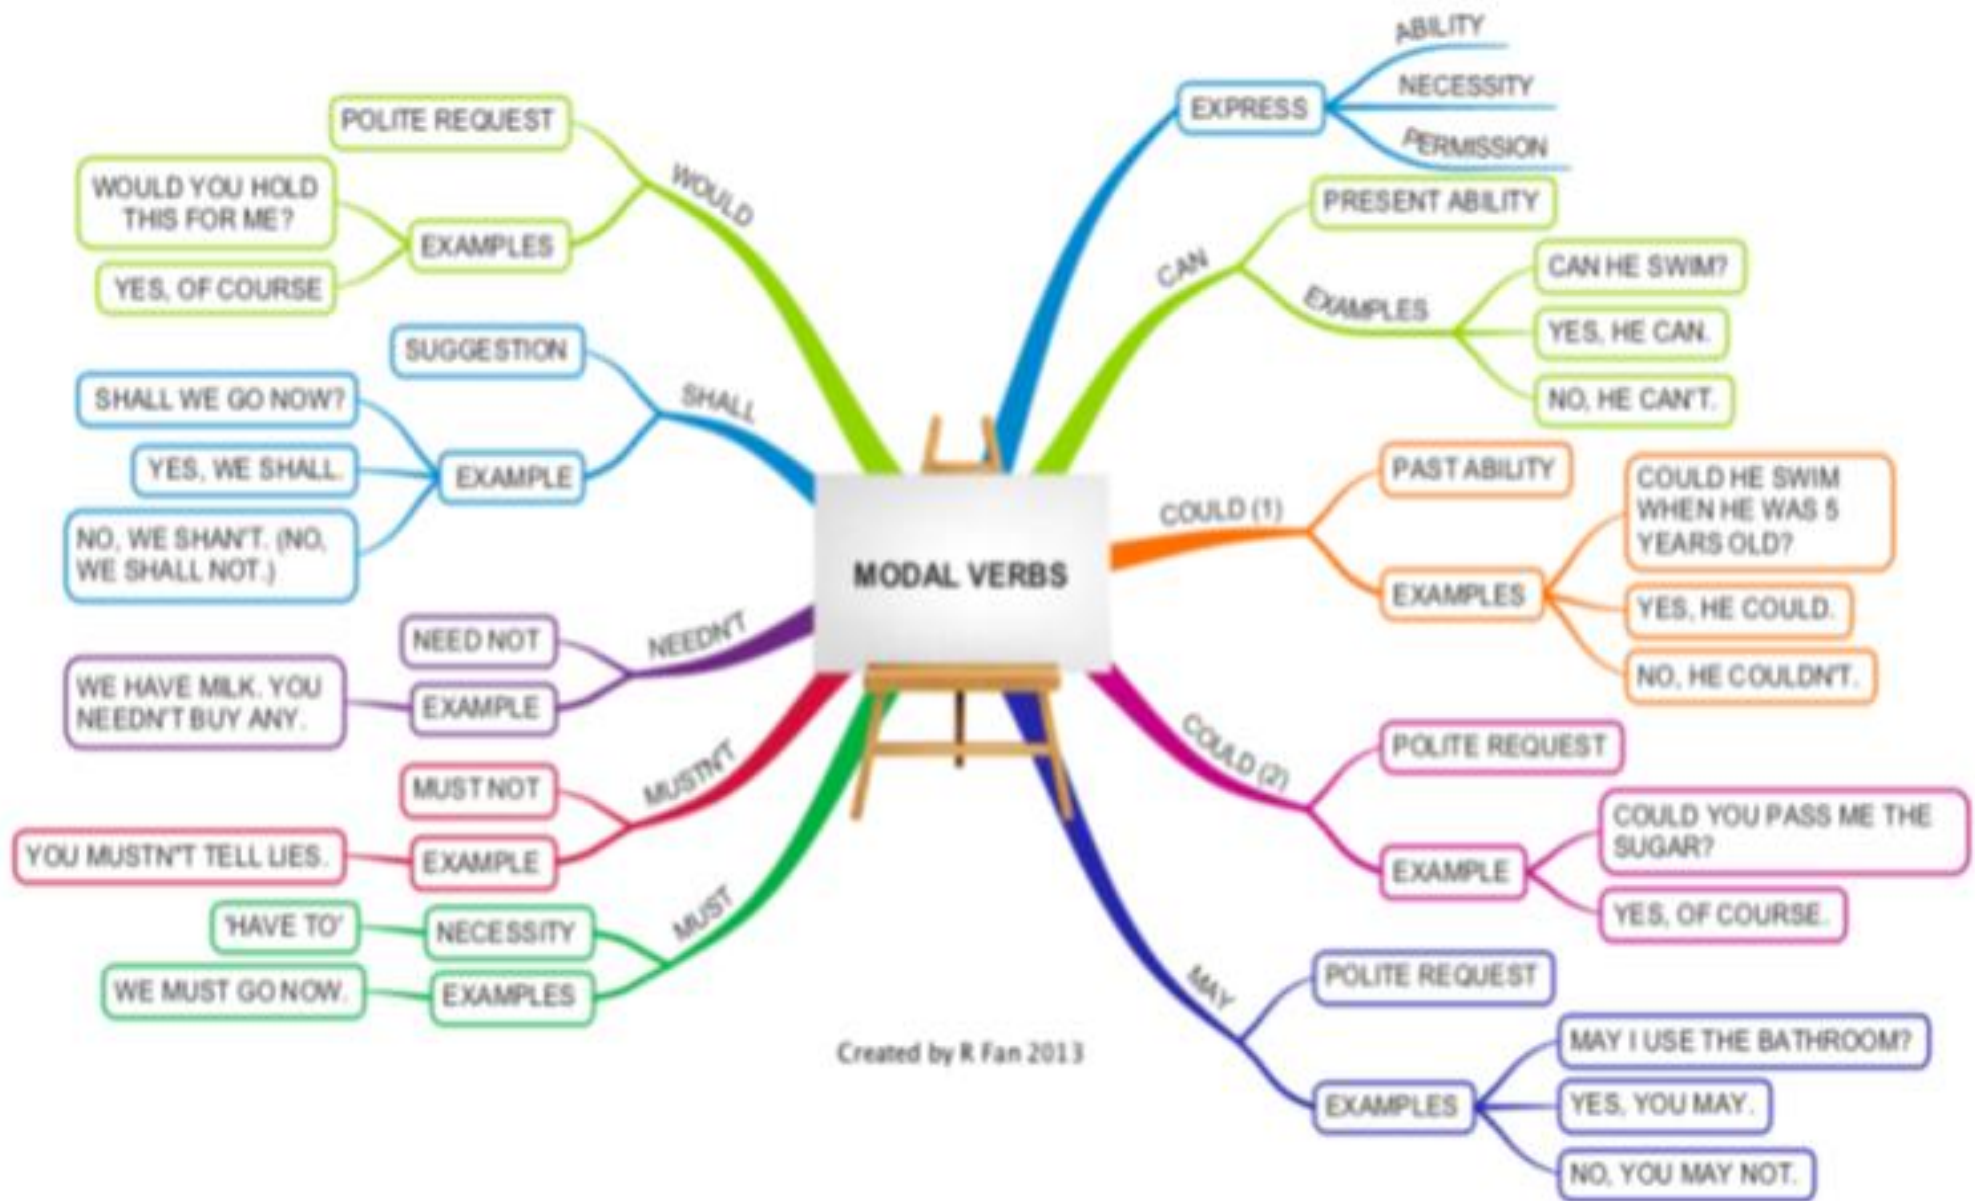 MODAL VERBS
EXPRESS
ABILITY
NECESSITY
PERMISSION
CAN
PRESENT ABILITY
EXAMPLES
CAN HE SWIM?
YES, HE CAN.
NO, HE CAN'T.
COULD (1)
PAST ABILITY
EXAMPLES
COULD HE SWIM
WHEN HE WAS 5
YEARS OLD?
YES, HE COULD.
NO, HE COULDN'T.
COULD (2)
POLITE REQUEST
EXAMPLE
COULD YOU PASS ME THE
SUGAR?
YES, OF COURSE.
MAY
POLITE REQUEST
EXAMPLES
MAY I USE THE BATHROOM?
YES, YOU MAY.
NO, YOU MAY NOT.
WOULD
POLITE REQUEST
EXAMPLES
WOULD YOU HOLD
THIS FOR ME?
YES, OF COURSE
SHALL
SUGGESTION
EXAMPLE
SHALL WE GO NOW?
YES, WE SHALL.
NO, WE SHAN'T. (NO,
WE SHALL NOT.)
NEEDN'T
NEED NOT
EXAMPLE
WE HAVE MILK. YOU
NEEDN'T BUY ANY.
MUSTN'T
MUST NOT
EXAMPLE
YOU MUSTN"T TELL LIES.
MUST
NECESSITY
'HAVE TO'
EXAMPLES
WE MUST GO NOW.
Created by R Fan 2013